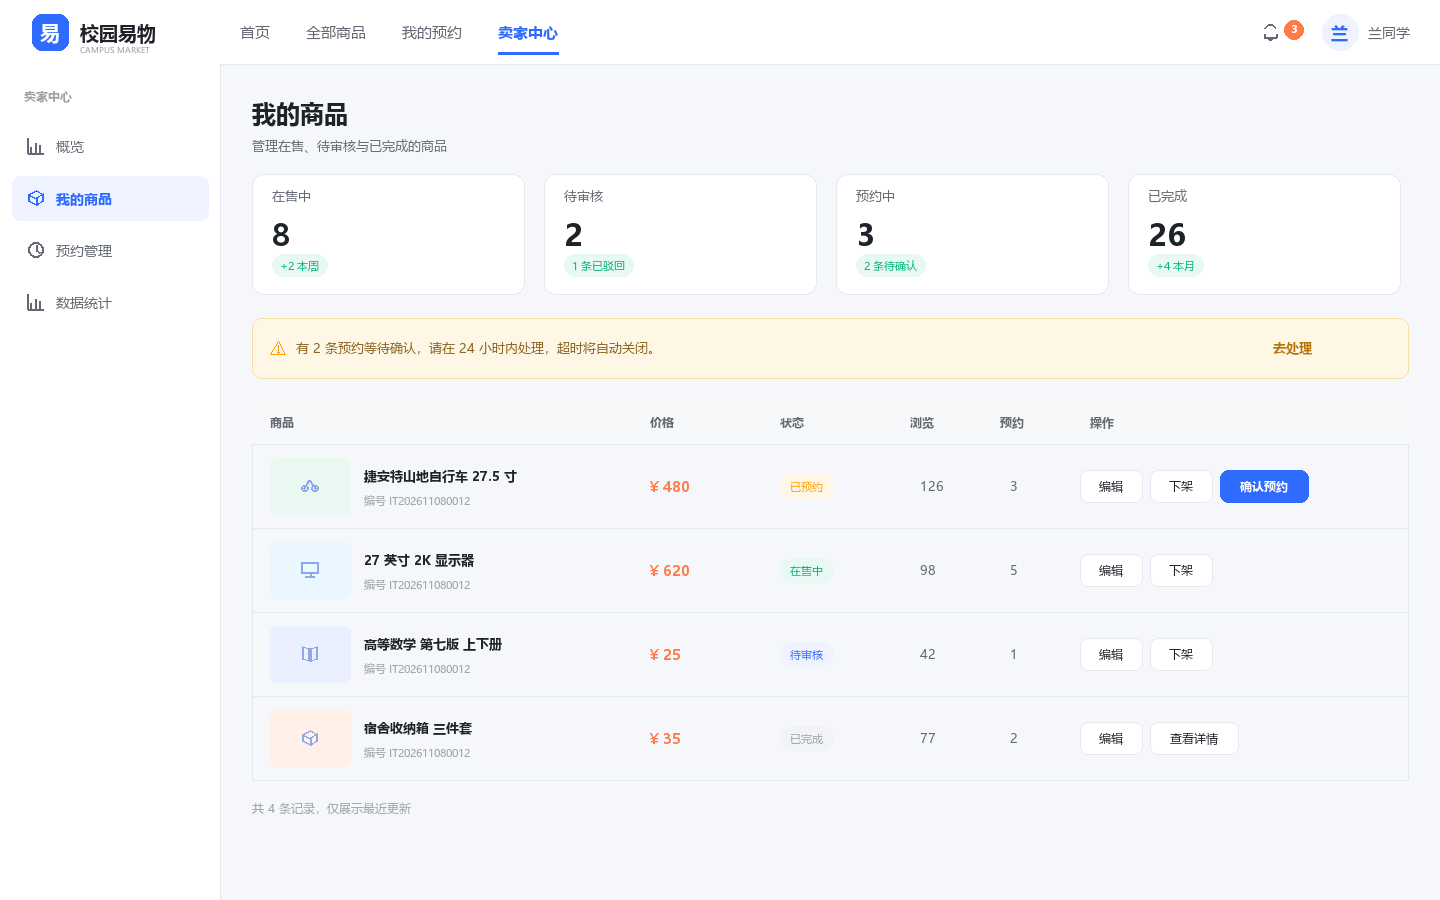 易 校园易物
CAMPUS MARKET
首页 全部商品 我的预约 卖家中心
3 兰 兰同学
卖家中心
概览
我的商品
预约管理
数据统计
我的商品
管理在售、待审核与已完成的商品
在售中 待审核 预约中 已完成
8 2 3 26
+2 本周 1 条已驳回 2 条待确认 +4 本月
有 2 条预约等待确认，请在 24 小时内处理，超时将自动关闭。 去处理
商品 价格 状态 浏览 预约 操作
捷安特山地自行车 27.5 寸
编号 IT202611080012
¥ 480 已预约 126 3 编辑 下架 确认预约
27 英寸 2K 显示器
编号 IT202611080012
¥ 620 在售中 98 5 编辑 下架
高等数学 第七版 上下册
编号 IT202611080012
¥ 25 待审核 42 1 编辑 下架
宿舍收纳箱 三件套
编号 IT202611080012
¥ 35 已完成 77 2 编辑 查看详情
共 4 条记录，仅展示最近更新